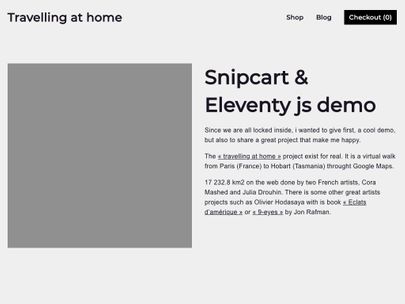 Travelling at home
Shop Blog Checkout (0)
Snipcart &
Eleventy js demo
Since we are all locked inside, i wanted to give first, a cool demo,
but also to share a great project that make me happy.
The « travelling at home » project exist for real. It is a virtual walk
from Paris (France) to Hobart (Tasmania) throught Google Maps.
17 232.8 km2 on the web done by two French artists, Cora
Mashed and Julia Drouhin. There is some other great artists
projects such as Olivier Hodasaya with is book « Eclats
d'amérique » or « 9-eyes » by Jon Rafman.